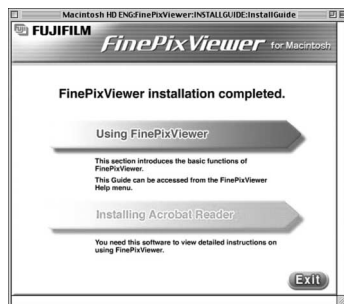 Macintosh HD ENG:FinePixViewer:INSTALLGUIDE:InstallGuide
FUJIFILM
FinePixViewer for Macintosh
FinePixViewer installation completed.
Using FinePixViewer
This section introduces the basic functions of
FinePixViewer.
This Guide can be accessed from the FinePixViewer
Help menu.
Installing Acrobat Reader
You need this software to view detailed instructions on
using FinePixViewer.
Exit